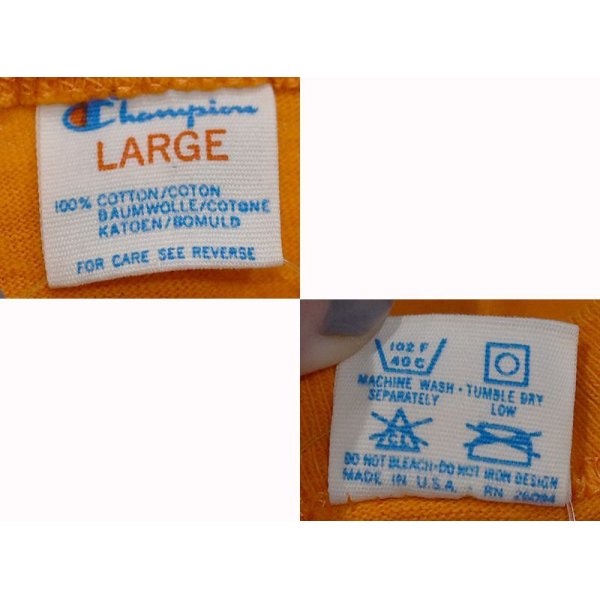 Champion
LARGE
100% COTTON/COTON
BAUMWOLLE/COTONE
KATOEN/BOMULD
FOR CARE SEE REVERSE
102 F
40 C
MACHINE WASH · TUMBLE DRY
SEPARATELY LOW
DO NOT BLEACH · DO NOT IRON DESIGN
MADE IN U.S.A. RN 26094